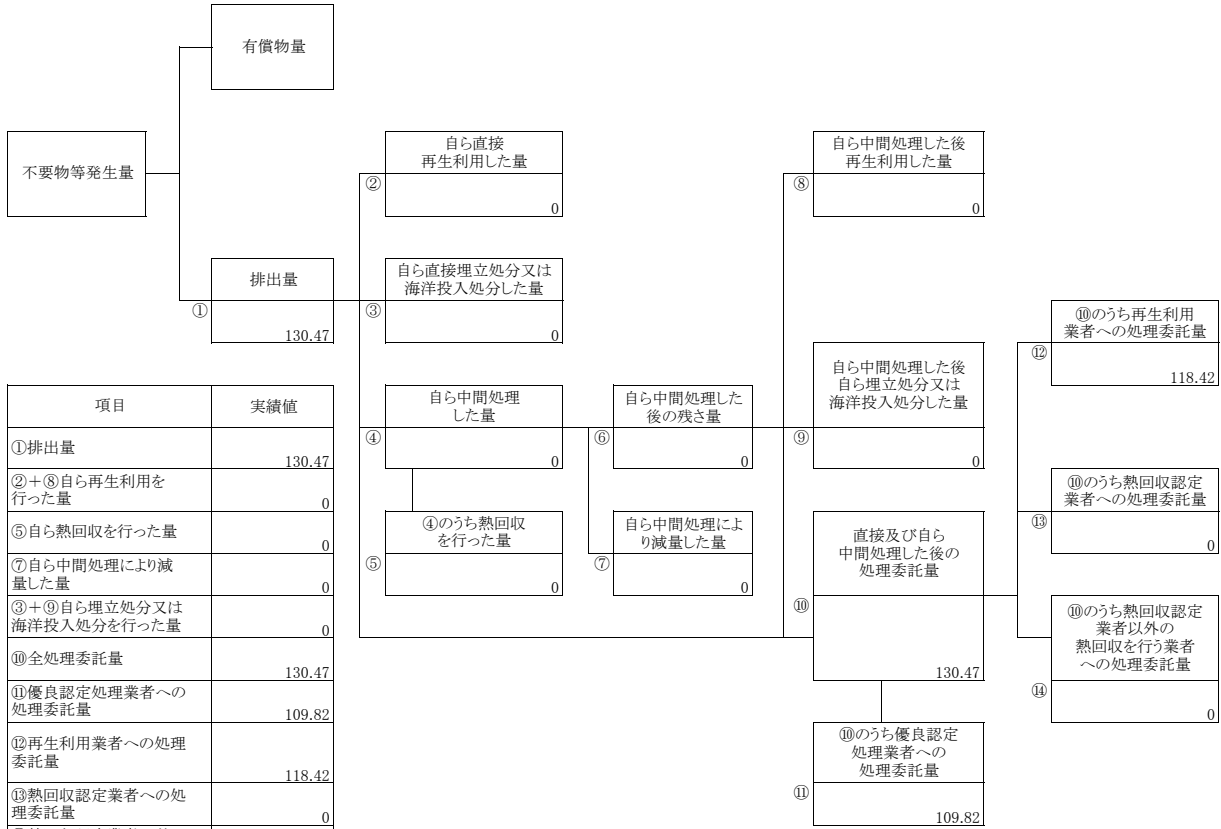 有償物量
不要物等発生量
自ら直接
再生利用した量
②
0
自ら中間処理した後
再生利用した量
⑧
0
排出量
①
130.47
自ら直接埋立処分又は
海洋投入処分した量
③
0
⑩のうち再生利用
業者への処理委託量
⑫
118.42
自ら中間処理
した量
④
0
自ら中間処理した
後の残さ量
⑥
0
自ら中間処理した後
自ら埋立処分又は
海洋投入処分した量
⑨
0
⑩のうち熱回収認定
業者への処理委託量
⑬
0
④のうち熱回収
を行った量
⑤
0
自ら中間処理によ
り減量した量
⑦
0
直接及び自ら
中間処理した後の
処理委託量
⑩
130.47
⑩のうち熱回収認定
業者以外の
熱回収を行う業者
への処理委託量
⑭
0
⑩のうち優良認定
処理業者への
処理委託量
⑪
109.82
項目 実績値
①排出量
130.47
②+⑧自ら再生利用を
行った量
0
⑤自ら熱回収を行った量
0
⑦自ら中間処理により減
量した量
0
③+⑨自ら埋立処分又は
海洋投入処分を行った量
0
⑩全処理委託量
130.47
⑪優良認定処理業者への
処理委託量
109.82
⑫再生利用業者への処理
委託量
118.42
⑬熱回収認定業者への処
理委託量
0